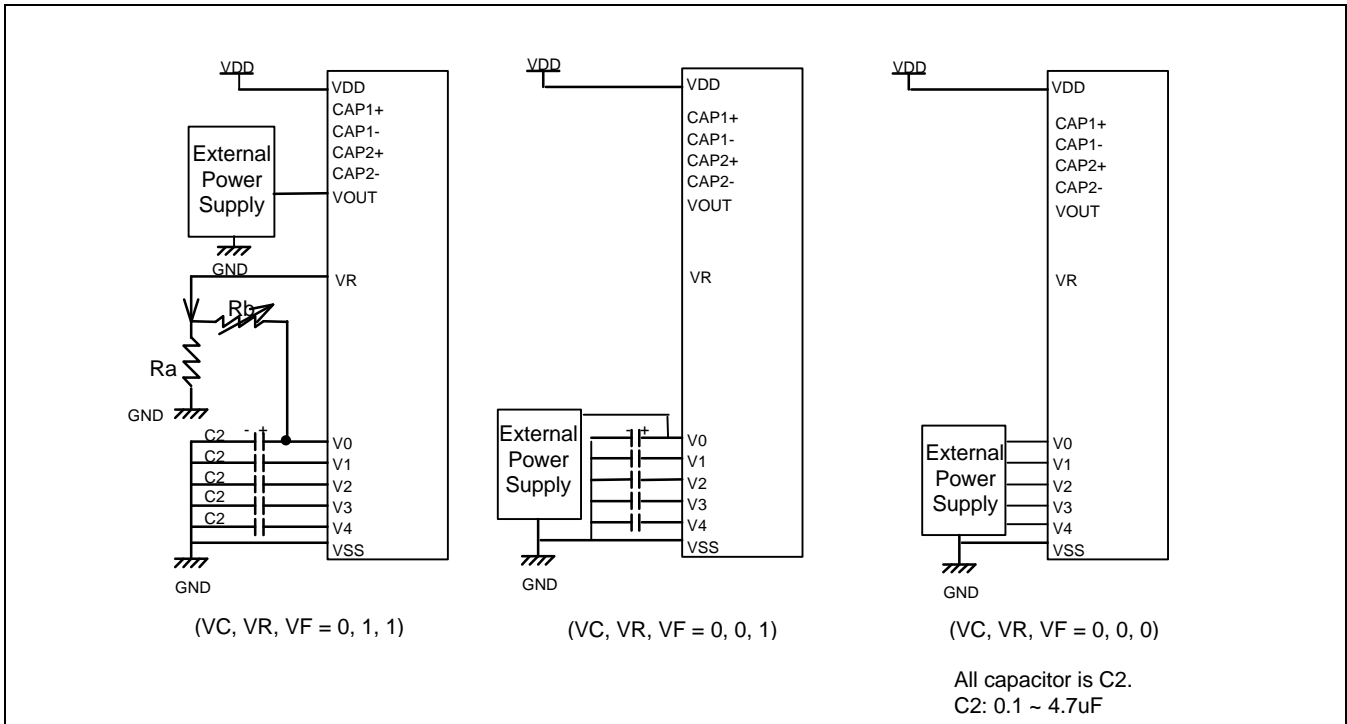 VDD
VDD
CAP1+
CAP1-
CAP2+
CAP2-
VOUT
External
Power
Supply
GND
VR
Rb
Ra
GND
C2 - + V0
C2 V1
C2 V2
C2 V3
C2 V4
VSS
GND
(VC, VR, VF = 0, 1, 1)
VDD
VDD
CAP1+
CAP1-
CAP2+
CAP2-
VOUT
VR
External
Power
Supply
- + V0
V1
V2
V3
V4
VSS
GND
(VC, VR, VF = 0, 0, 1)
VDD
VDD
CAP1+
CAP1-
CAP2+
CAP2-
VOUT
VR
External
Power
Supply
V0
V1
V2
V3
V4
VSS
GND
(VC, VR, VF = 0, 0, 0)
All capacitor is C2.
C2: 0.1 ~ 4.7uF